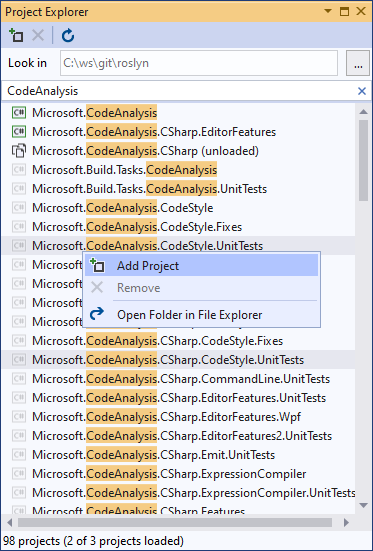 Project Explorer
Look in C:\ws\git\roslyn ...
CodeAnalysis
C# Microsoft.CodeAnalysis
C# Microsoft.CodeAnalysis.CSharp.EditorFeatures
Microsoft.CodeAnalysis.CSharp (unloaded)
C# Microsoft.Build.Tasks.CodeAnalysis
C# Microsoft.Build.Tasks.CodeAnalysis.UnitTests
C# Microsoft.CodeAnalysis.CodeStyle
C# Microsoft.CodeAnalysis.CodeStyle.Fixes
C# Microsoft.CodeAnalysis.CodeStyle.UnitTests
C# Microsoft.
Add Project
C# Microsoft.
Remove
C# Microsoft.
Open Folder in File Explorer
C# Microsoft.
C# Microsoft.CodeAnalysis.CSharp.CodeStyle.Fixes
C# Microsoft.CodeAnalysis.CSharp.CodeStyle.UnitTests
C# Microsoft.CodeAnalysis.CSharp.CommandLine.UnitTests
C# Microsoft.CodeAnalysis.CSharp.EditorFeatures.UnitTests
C# Microsoft.CodeAnalysis.CSharp.EditorFeatures.Wpf
C# Microsoft.CodeAnalysis.CSharp.EditorFeatures2.UnitTests
C# Microsoft.CodeAnalysis.CSharp.Emit.UnitTests
C# Microsoft.CodeAnalysis.CSharp.ExpressionCompiler
C# Microsoft.CodeAnalysis.CSharp.ExpressionCompiler.UnitTests
C# Microsoft.CodeAnalysis.CSharp.Features
98 projects (2 of 3 projects loaded)